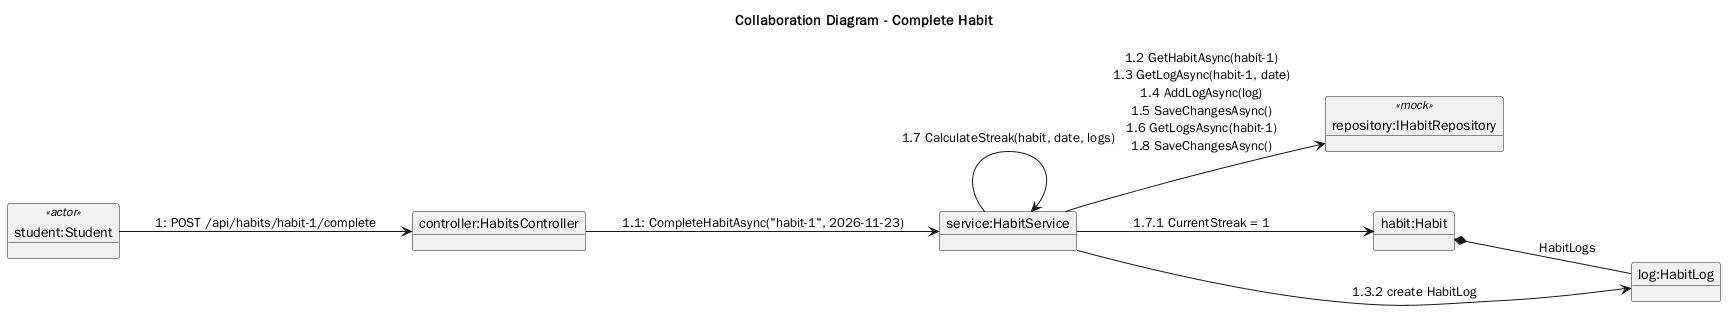 Collaboration Diagram - Complete Habit
1.2 GetHabitAsync(habit-1)
1.3 GetLogAsync(habit-1, date)
1.4 AddLogAsync(log)
1.5 SaveChangesAsync()
1.6 GetLogsAsync(habit-1)
1.8 SaveChangesAsync()
«mock»
repository:IHabitRepository
1.7 CalculateStreak(habit, date, logs)
«actor»
student:Student
1: POST /api/habits/habit-1/complete
controller:HabitsController
1.1: CompleteHabitAsync("habit-1", 2026-11-23)
service:HabitService
1.7.1 CurrentStreak = 1
habit:Habit
HabitLogs
log:HabitLog
1.3.2 create HabitLog